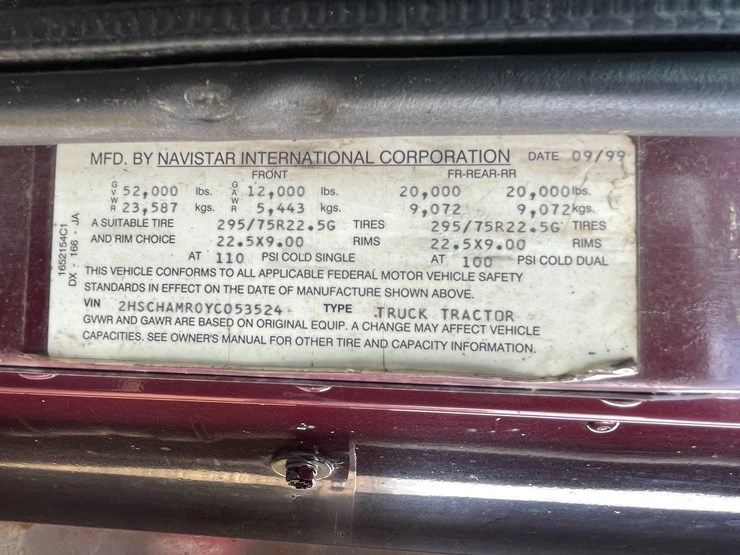 MFD. BY NAVISTAR INTERNATIONAL CORPORATION DATE 09/99
FRONT FR-REAR-RR
GVWR 52,000 lbs. GAWR 12,000 lbs. 20,000 20,000lbs.
23,587 kgs. 5,443 kgs. 9,072 9,072kgs.
A SUITABLE TIRE 295/75R22.5G TIRES 295/75R22.5G TIRES
AND RIM CHOICE 22.5X9.00 RIMS 22.5X9.00 RIMS
AT 110 PSI COLD SINGLE AT 100 PSI COLD DUAL
THIS VEHICLE CONFORMS TO ALL APPLICABLE FEDERAL MOTOR VEHICLE SAFETY
STANDARDS IN EFFECT ON THE DATE OF MANUFACTURE SHOWN ABOVE.
VIN 2HSCHAMR0YC053524 TYPE TRUCK TRACTOR
GVWR AND GAWR ARE BASED ON ORIGINAL EQUIP. A CHANGE MAY AFFECT VEHICLE
CAPACITIES. SEE OWNER'S MANUAL FOR OTHER TIRE AND CAPACITY INFORMATION.
1652154C1
DX - 166 - JA